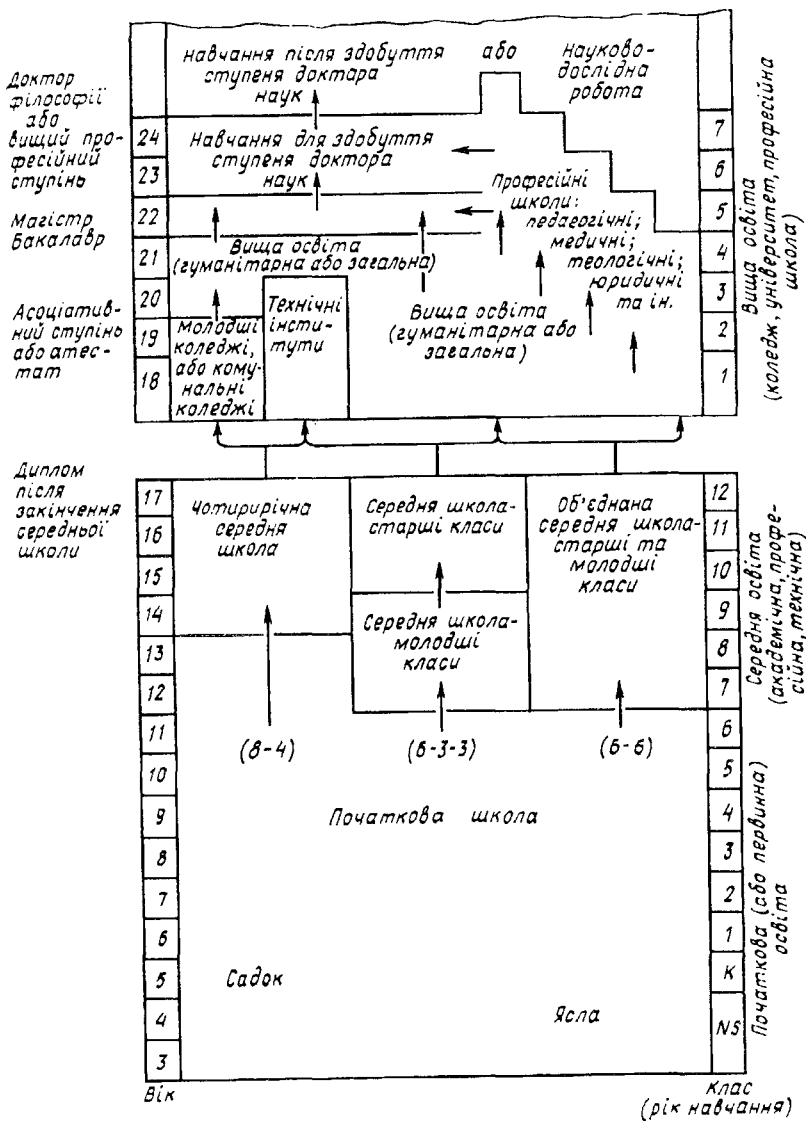 Навчання після здобуття
ступеня доктора
наук
або
Науково-
дослідна
робота
Доктор
філософії
або
вищий про-
фесійний
ступінь
24
23
Навчання для здобуття
ступеня доктора
наук
7
6
Магістр
Бакалавр
22
21
Вища освіта
(гуманітарна або загальна)
Професійні
школи:
педагогічні;
медичні;
теологічні;
юридичні
та ін.
5
4
Асоціатив-
ний ступінь
або атес-
тат
20
19
18
Молодші
коледжі,
або кому-
нальні
коледжі
Технічні
інсти-
тути
Вища освіта
(гуманітарна або
загальна)
3
2
1
Вища освіта
(коледж, університет, професійна
школа)
Диплом
після
закінчення
середньої
школи
17
16
15
14
13
12
11
10
9
8
7
6
5
4
3
Вік
Чотирирічна
середня
школа
Середня школа-
старші класи
Об'єднана
середня школа-
старші та
молодші
класи
Середня школа-
молодші
класи
(8-4)
(6-3-3)
(6-6)
Початкова школа
Садок
Ясла
12
11
10
9
8
7
6
5
4
3
2
1
К
NS
Клас
(рік навчання)
Середня освіта
(академічна, профе-
сійна, технічна)
Початкова (або первинна)
освіта